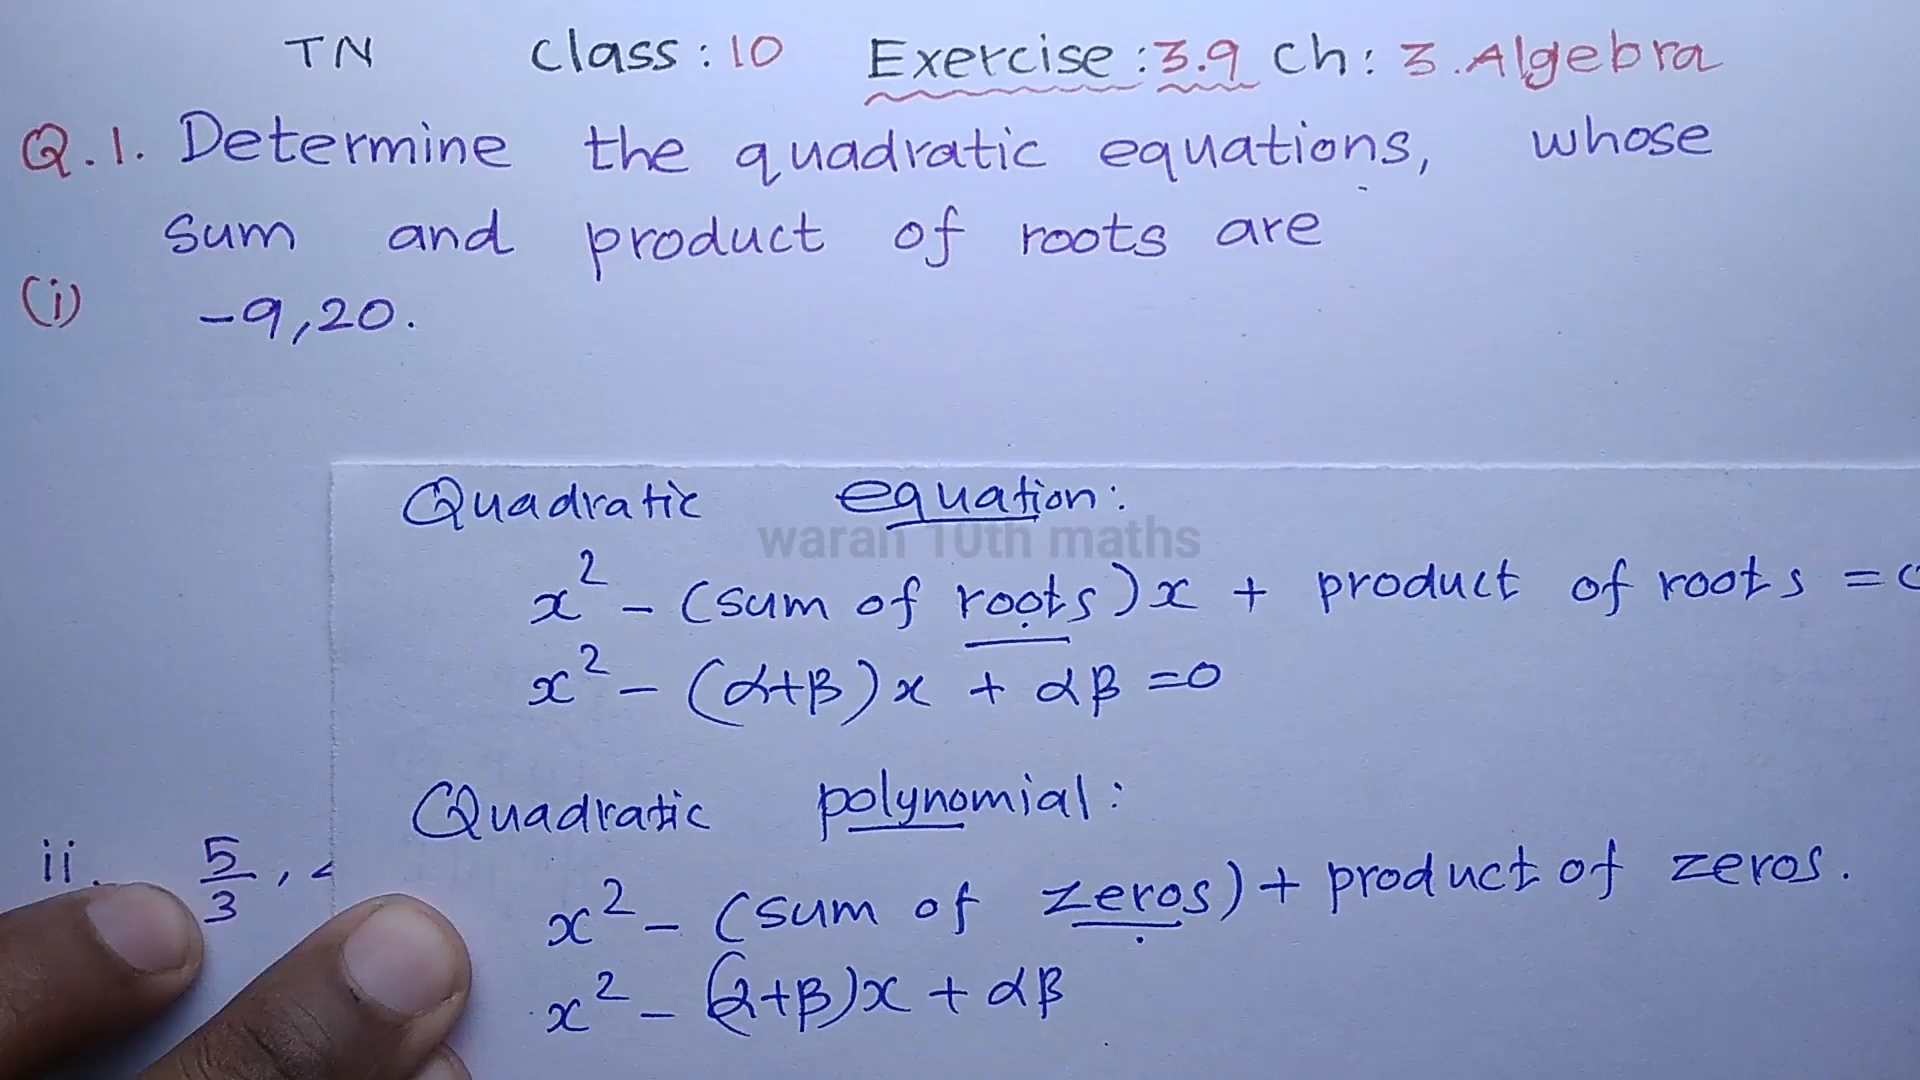 TN class: 10 Exercise: 3.9 Ch: 3. Algebra
Q.1. Determine the quadratic equations, whose
sum and product of roots are
(i) -9,20.
Quadratic equation:
waran 10th maths
x² - (sum of roots)x + product of roots =
x² - (α+β)x + αβ =0
Quadratic polynomial:
ii. 5/3,
x² - (sum of zeros) + product of zeros.
x² - (α+β)x + αβ